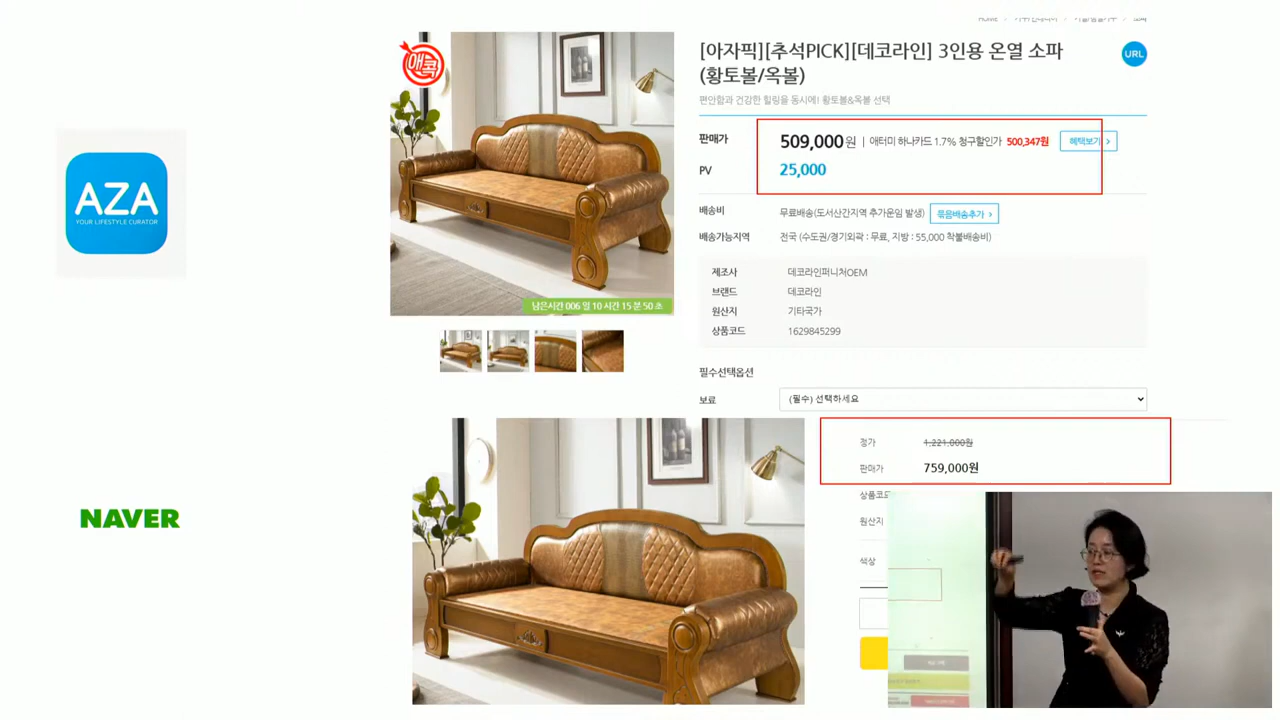 [아자픽][추석PICK][데코라인] 3인용 온열 소파
(황토볼/옥볼)
URL
편안함과 건강한 힐링을 동시에! 황토볼&옥볼 선택
애콕
판매가 509,000원 | 애터미 하나카드 1.7% 청구할인가 500,347원 혜택보기 >
PV 25,000
AZA
YOUR LIFESTYLE CURATOR
배송비 무료배송(도서산간지역 추가운임 발생) 묶음배송추가 >
배송가능지역 전국 (수도권/경기외곽 : 무료, 지방 : 55,000 착불배송비)
제조사 데코라인퍼니처OEM
브랜드 데코라인
원산지 기타국가
상품코드 1629845299
남은시간 006 일 10 시간 15 분 50 초
필수선택옵션
보료 (필수) 선택하세요
정가 1,221,000원
판매가 759,000원
상품코드
원산지
NAVER
색상